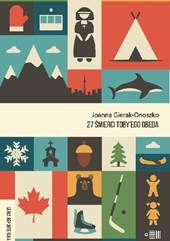 Joanna Gierak-Onoszko
27 ŚMIERCI TOBY'EGO OBEDA